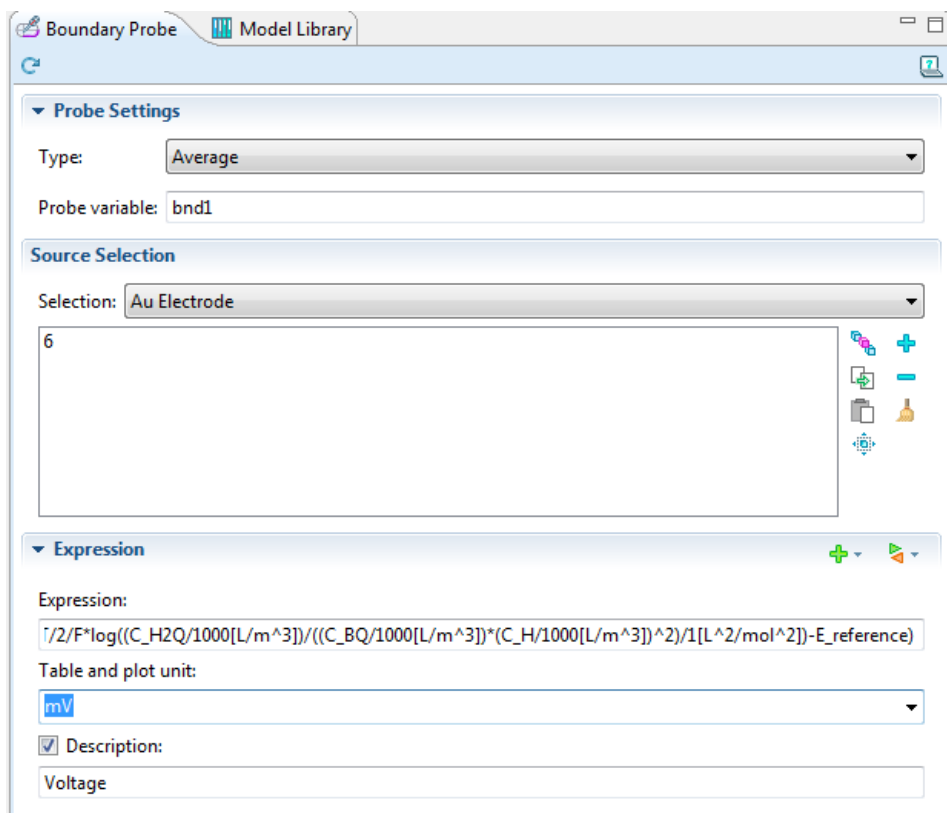 Boundary Probe Model Library
Probe Settings
Type: Average
Probe variable: bnd1
Source Selection
Selection: Au Electrode
6
Expression
Expression:
/2/F*log((C_H2Q/1000[L/m^3])/((C_BQ/1000[L/m^3])*(C_H/1000[L/m^3])^2)/1[L^2/mol^2])-E_reference)
Table and plot unit:
mV
Description:
Voltage